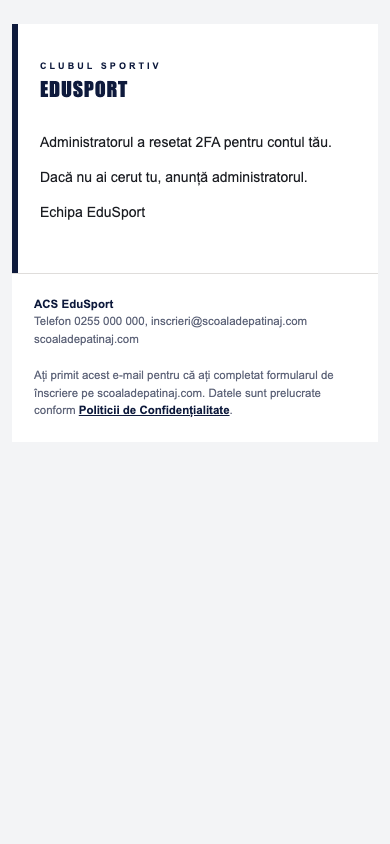 CLUBUL SPORTIV
EDUSPORT
Administratorul a resetat 2FA pentru contul tău.
Dacă nu ai cerut tu, anunță administratorul.
Echipa EduSport
ACS EduSport
Telefon 0255 000 000, inscrieri@scoaladepatinaj.com
scoaladepatinaj.com
Ați primit acest e-mail pentru că ați completat formularul de
înscriere pe scoaladepatinaj.com. Datele sunt prelucrate
conform Politicii de Confidențialitate.